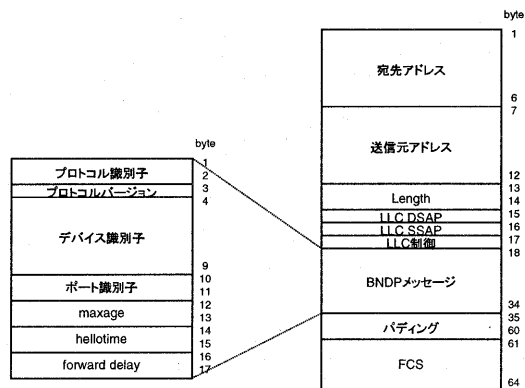 byte
プロトコル識別子
プロトコルバージョン
デバイス識別子
ポート識別子
maxage
hellotime
forward delay
1
2
3
4
9
10
11
12
13
14
15
16
17
byte
宛先アドレス
送信元アドレス
Length
LLC DSAP
LLC SSAP
LLC制御
BNDPメッセージ
パディング
FCS
1
6
7
12
13
14
15
16
17
18
34
35
60
61
64